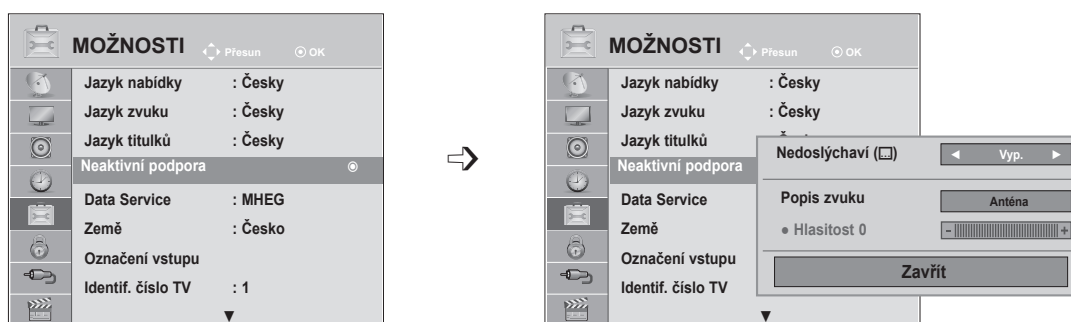 MOŽNOSTI Přesun OK
Jazyk nabídky : Česky
Jazyk zvuku : Česky
Jazyk titulků : Česky
Neaktivní podpora
Data Service : MHEG
Země : Česko
Označení vstupu
Identif. číslo TV : 1
MOŽNOSTI Přesun OK
Jazyk nabídky : Česky
Jazyk zvuku : Česky
Jazyk titulků
Neaktivní podpora
Data Service
Země
Označení vstupu
Identif. číslo TV
Nedoslýchaví ( ) ◄ Vyp. ►
Popis zvuku Anténa
● Hlasitost 0 - +
Zavřít